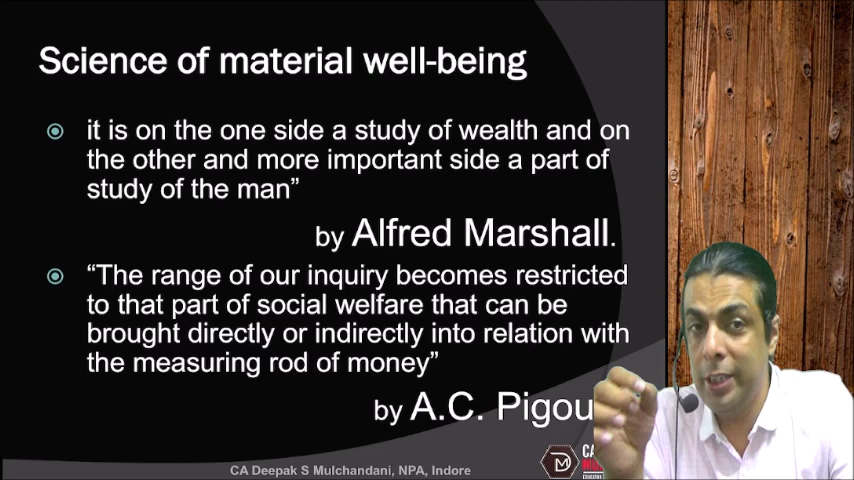 Science of material well-being
it is on the one side a study of wealth and on
the other and more important side a part of
study of the man”
by Alfred Marshall.
“The range of our inquiry becomes restricted
to that part of social welfare that can be
brought directly or indirectly into relation with
the measuring rod of money”
by A.C. Pigou
CA Deepak S Mulchandani, NPA, Indore